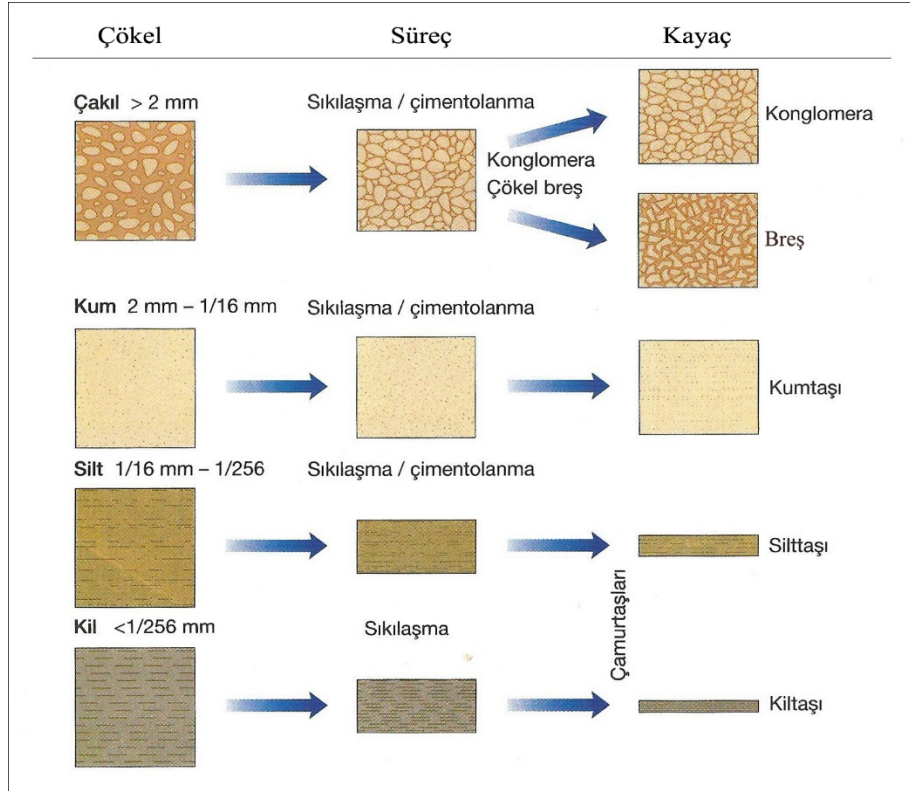 Çökel Süreç Kayaç
Çakıl > 2 mm Sıkılaşma / çimentolanma
Konglomera
Konglomera
Çökel breş
Breş
Kum 2 mm – 1/16 mm Sıkılaşma / çimentolanma
Kumtaşı
Silt 1/16 mm – 1/256 Sıkılaşma / çimentolanma
Silttaşı
Çamurtaşları
Kil <1/256 mm Sıkılaşma
Kiltaşı